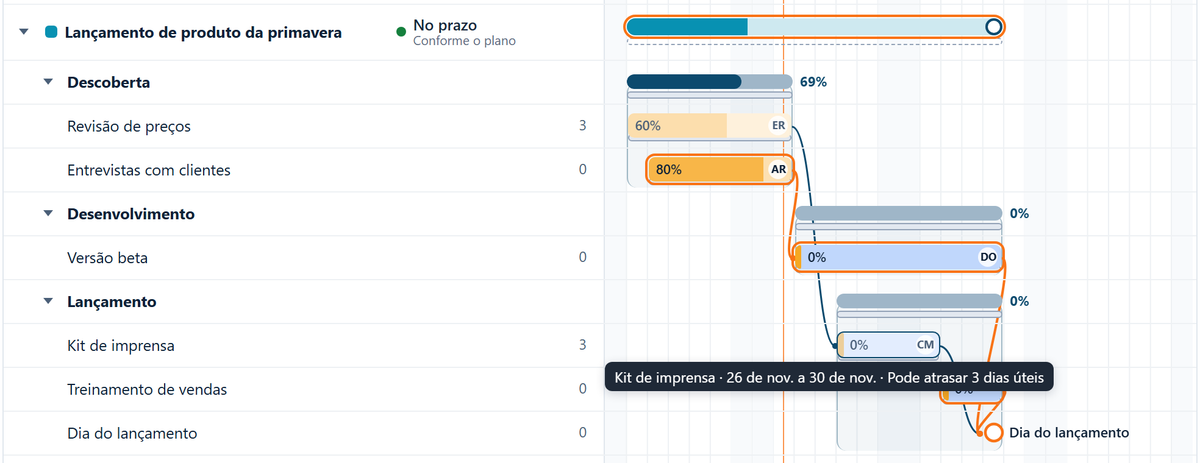 Lançamento de produto da primavera
No prazo
Conforme o plano
Descoberta
69%
Revisão de preços 3
60% ER
Entrevistas com clientes 0
80% AR
Desenvolvimento
0%
Versão beta 0
0% DO
Lançamento
0%
Kit de imprensa 3
0% CM
Kit de imprensa · 26 de nov. a 30 de nov. · Pode atrasar 3 dias úteis
Treinamento de vendas 0
Dia do lançamento 0
Dia do lançamento